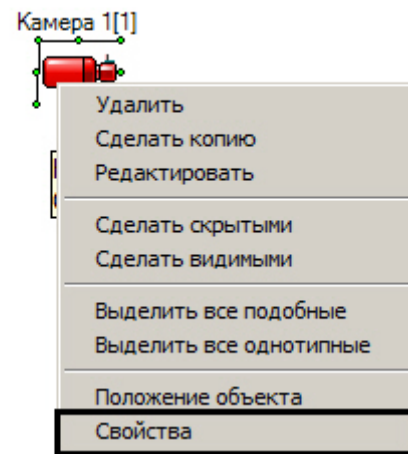 Камера 1[1]
Удалить
Сделать копию
Редактировать
Сделать скрытыми
Сделать видимыми
Выделить все подобные
Выделить все однотипные
Положение объекта
Свойства